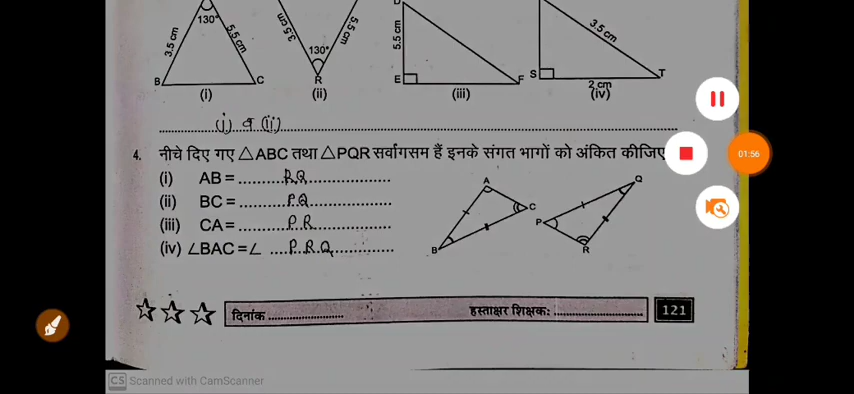 130°
3.5 cm
5.5 cm
B
C
(i)
3.5 cm
5.5 cm
130°
R
(ii)
D
5.5 cm
E
F
(iii)
3.5 cm
S
T
2 cm
(iv)
(i) व (ii)
4. नीचे दिए गए △ABC तथा △PQR सर्वांगसम हैं इनके संगत भागों को अंकित कीजिए
(i) AB = RQ
(ii) BC = PQ
(iii) CA = PR
(iv) ∠BAC = ∠ PRQ
A
C
B
Q
P
R
दिनांक ........................
हस्ताक्षर शिक्षक: ............................
121
01:56
CS Scanned with CamScanner